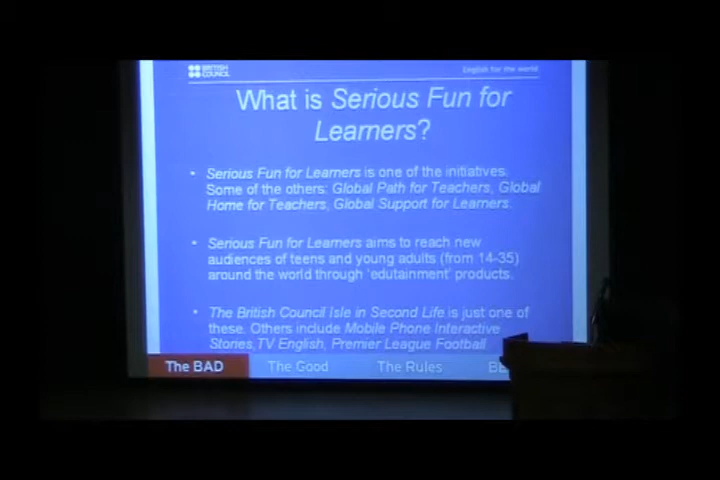 BRITISH
COUNCIL
English for the world
What is Serious Fun for
Learners?
• Serious Fun for Learners is one of the initiatives.
Some of the others: Global Path for Teachers, Global
Home for Teachers, Global Support for Learners.
• Serious Fun for Learners aims to reach new
audiences of teens and young adults (from 14-35)
around the world through 'edutainment' products.
• The British Council Isle in Second Life is just one of
these. Others include Mobile Phone Interactive
Stories,TV English, Premier League Football
The BAD The Good The Rules